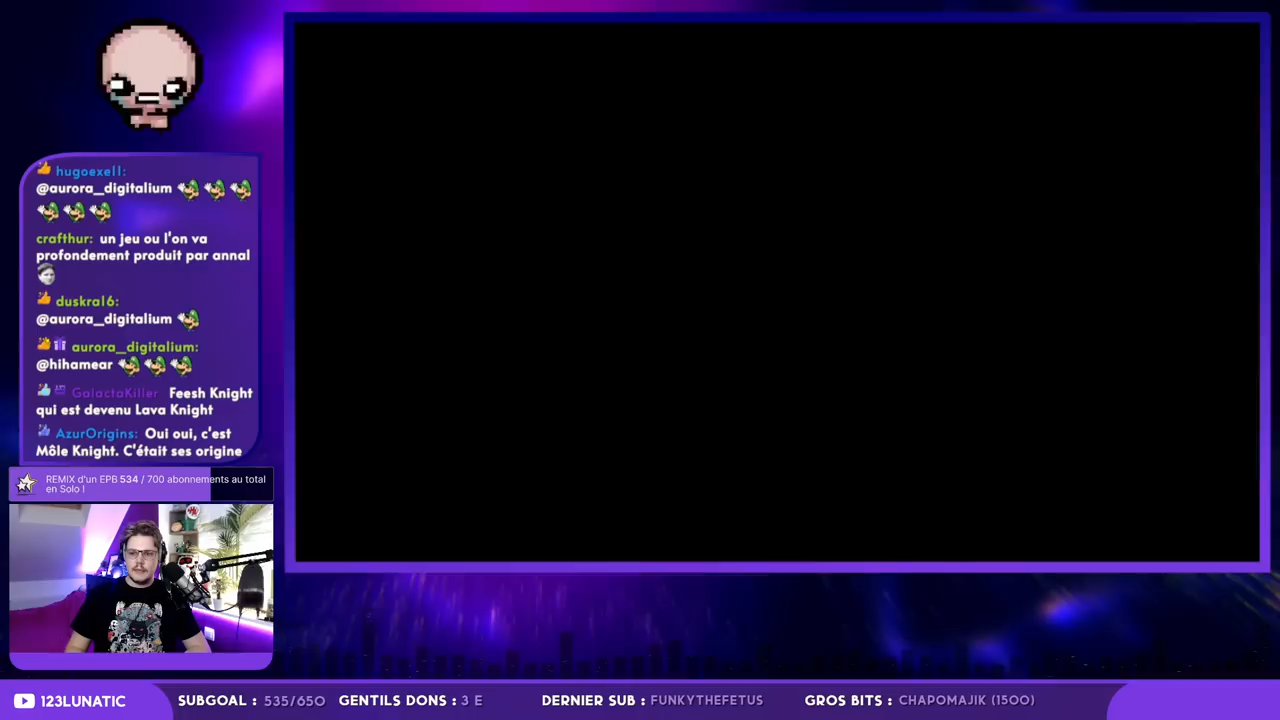 hugoexe11:
@aurora_digitalium
crafthur: un jeu ou l'on va
profondement produit par annal
duskral6:
@aurora_digitalium
aurora_digitalium:
@hihamear
GalactaKiller Feesh Knight
qui est devenu Lava Knight
AzurOrigins: Oui oui, c'est
Môle Knight. C'était ses origine
REMIX d'un EPB 534 / 700 abonnements au total
en Solo !
123LUNATIC
SUBGOAL : 535/650
GENTILS DONS : 3 E
DERNIER SUB : FUNKYTHEFETUS
GROS BITS : CHAPOMAJIK (1500)